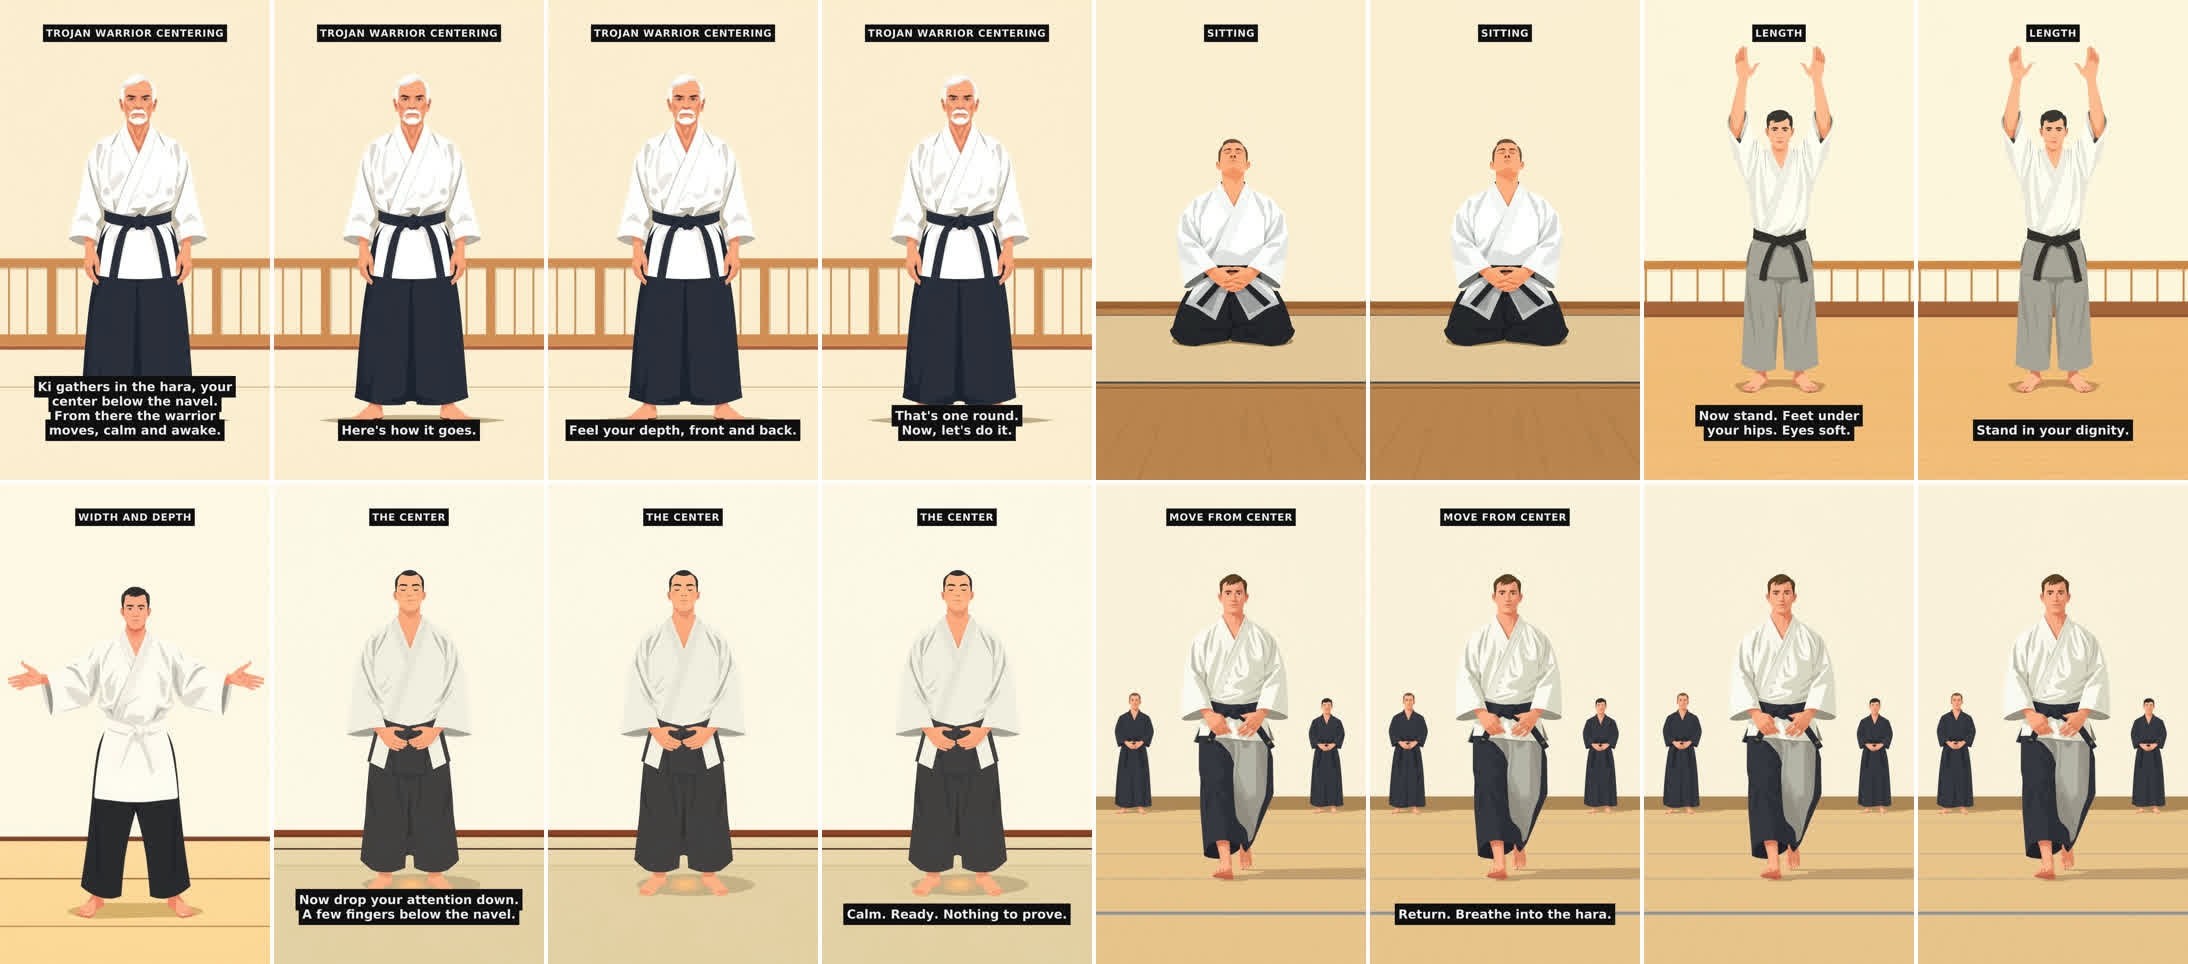 TROJAN WARRIOR CENTERING
Ki gathers in the hara, your
center below the navel.
From there the warrior
moves, calm and awake.
TROJAN WARRIOR CENTERING
Here's how it goes.
TROJAN WARRIOR CENTERING
Feel your depth, front and back.
TROJAN WARRIOR CENTERING
That's one round.
Now, let's do it.
SITTING
SITTING
LENGTH
Now stand. Feet under
your hips. Eyes soft.
LENGTH
Stand in your dignity.
WIDTH AND DEPTH
THE CENTER
Now drop your attention down.
A few fingers below the navel.
THE CENTER
THE CENTER
Calm. Ready. Nothing to prove.
MOVE FROM CENTER
MOVE FROM CENTER
Return. Breathe into the hara.